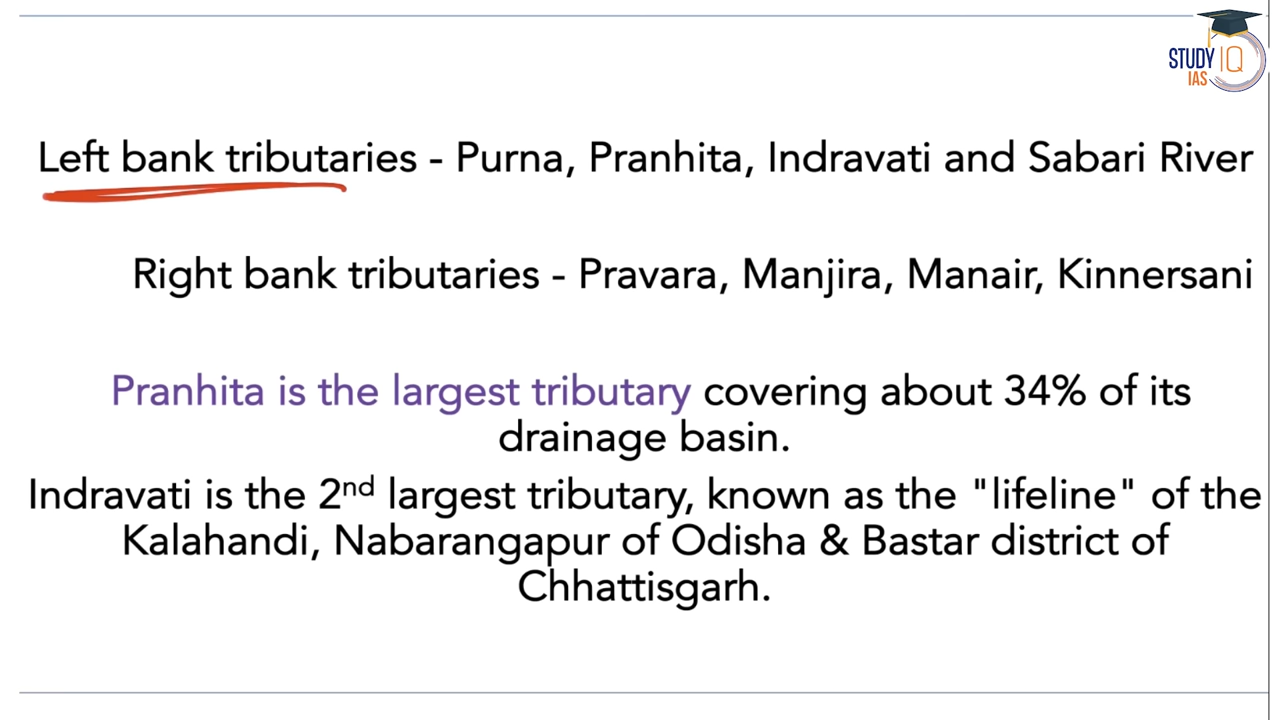 STUDY IQ
IAS
Left bank tributaries - Purna, Pranhita, Indravati and Sabari River
Right bank tributaries - Pravara, Manjira, Manair, Kinnersani
Pranhita is the largest tributary covering about 34% of its
drainage basin.
Indravati is the 2nd largest tributary, known as the "lifeline" of the
Kalahandi, Nabarangapur of Odisha & Bastar district of
Chhattisgarh.